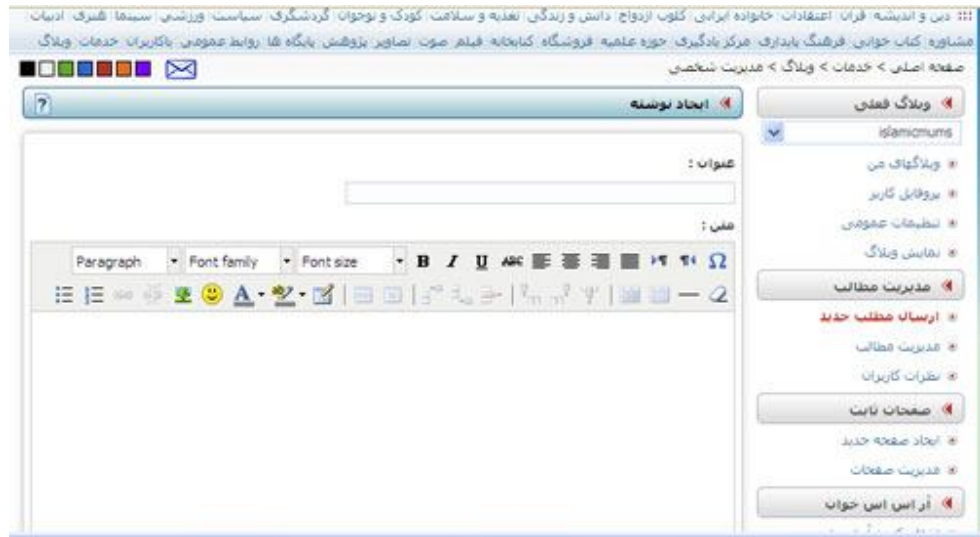 دین و اندیشه قرآن اعتقادات خانواده ایرانی کلوب ازدواج دانش و زندگی تغذیه و سلامت کودک و نوجوان گردشگری سیاست ورزشی سینما هنری ادبیات
مشاوره کتاب خوانی فرهنگ پایداری مرکز یادگیری حوزه علمیه فروشگاه کتابخانه فیلم صوت تصاویر پژوهش پایگاه ها روابط عمومی باکاربران خدمات وبلاگ
صفحه اصلی > خدمات > وبلاگ > مدیریت شخصی
وبلاگ فعلی
islamicmums
وبلاگهای من
پروفایل کاربر
تنظیمات عمومی
نمایش وبلاگ
مدیریت مطالب
ارسال مطلب جدید
مدیریت مطالب
نظرات کاربران
صفحات ثابت
ایجاد صفحه جدید
مدیریت صفحات
آر اس اس خوان
ایجاد نوشته
?
عنوان :
متن :
Paragraph Font family Font size B I U ABC Ω
A